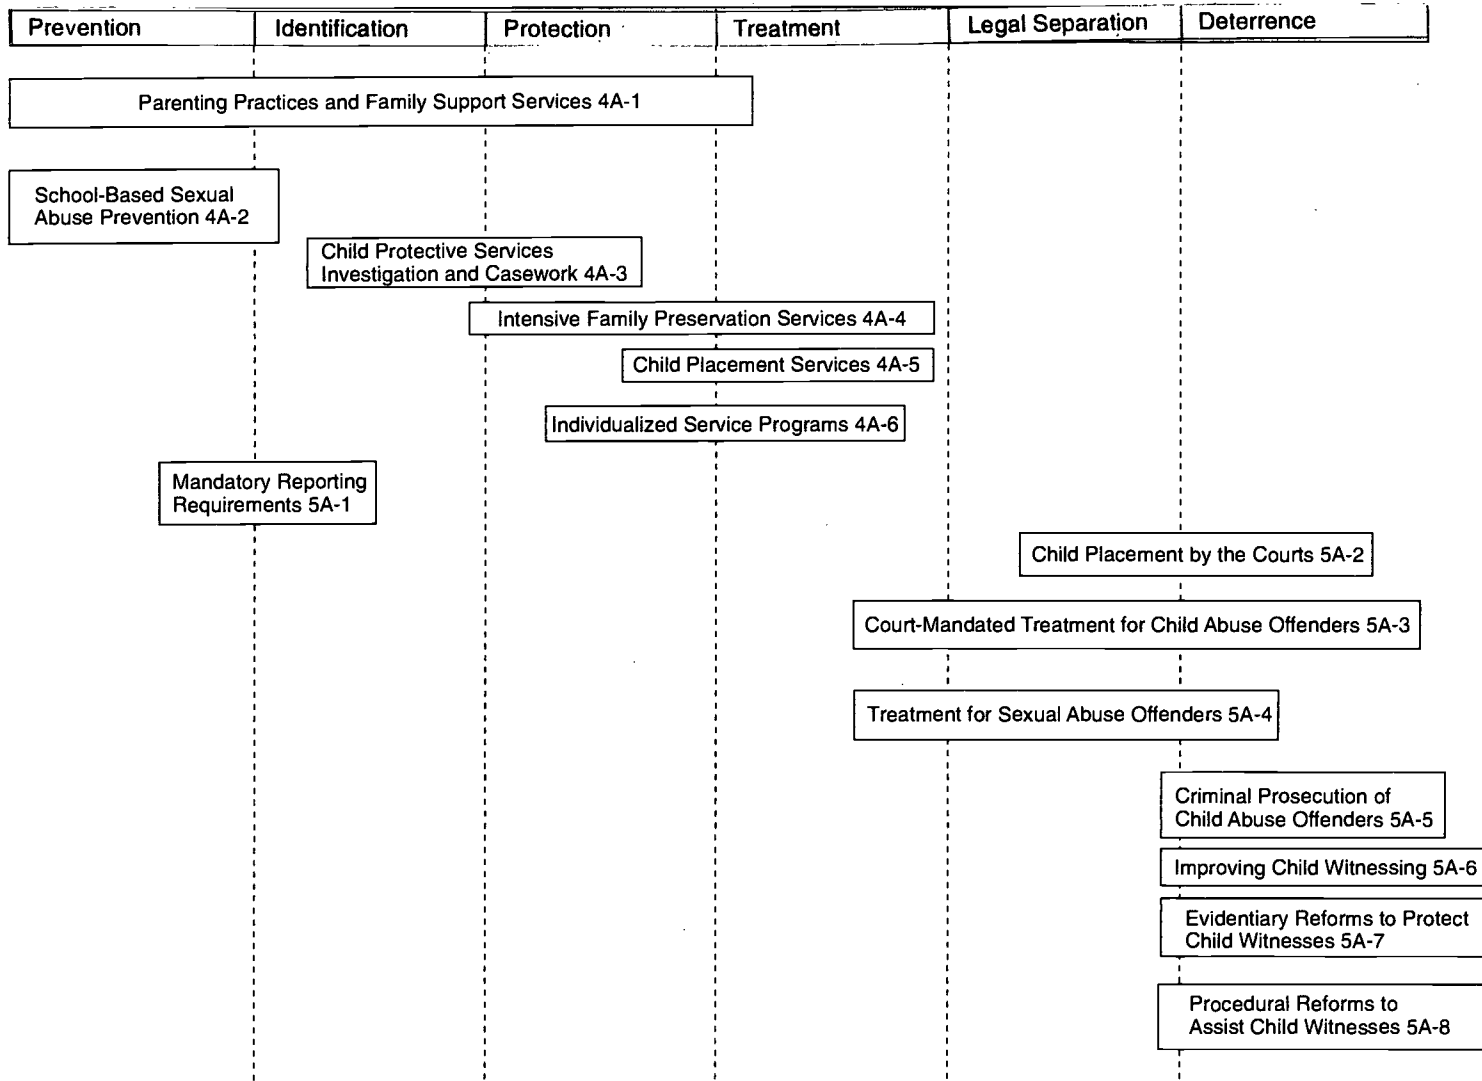 Prevention Identification Protection Treatment Legal Separation Deterrence
Parenting Practices and Family Support Services 4A-1
School-Based Sexual
Abuse Prevention 4A-2
Child Protective Services
Investigation and Casework 4A-3
Intensive Family Preservation Services 4A-4
Child Placement Services 4A-5
Individualized Service Programs 4A-6
Mandatory Reporting
Requirements 5A-1
Child Placement by the Courts 5A-2
Court-Mandated Treatment for Child Abuse Offenders 5A-3
Treatment for Sexual Abuse Offenders 5A-4
Criminal Prosecution of
Child Abuse Offenders 5A-5
Improving Child Witnessing 5A-6
Evidentiary Reforms to Protect
Child Witnesses 5A-7
Procedural Reforms to
Assist Child Witnesses 5A-8